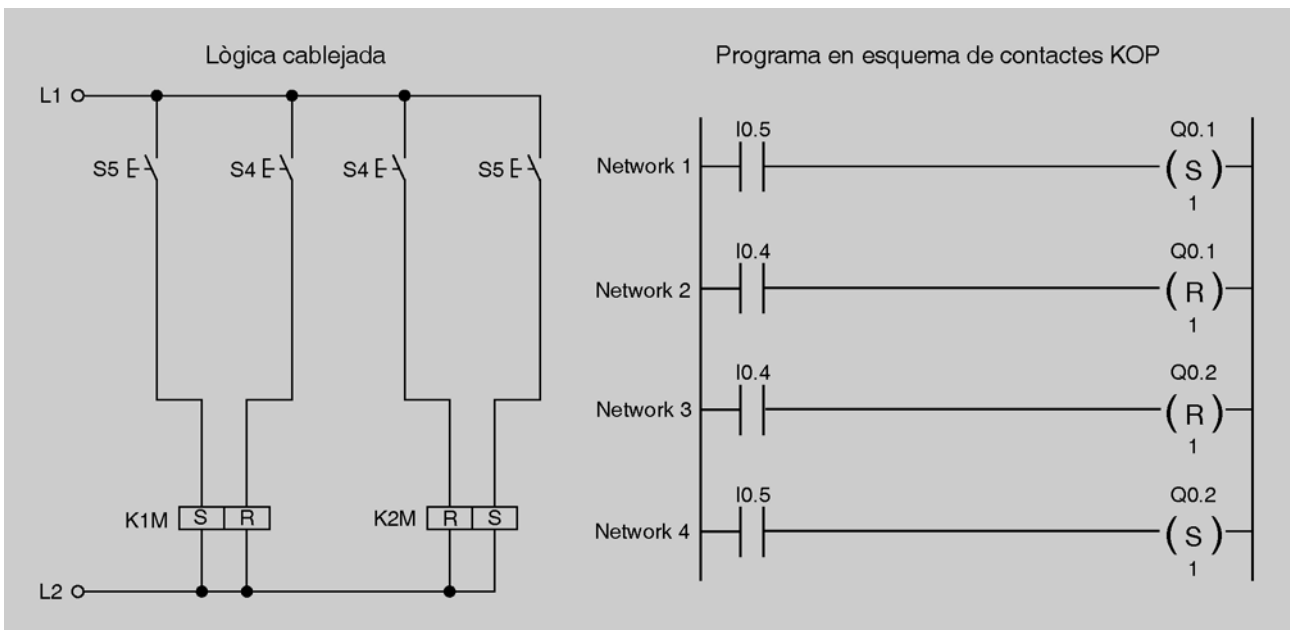 Lògica cablejada
Programa en esquema de contactes KOP
L1
S5
S4
S4
S5
K1M
S
R
K2M
R
S
L2
I0.5
Q0.1
Network 1
S
1
I0.4
Q0.1
Network 2
R
1
I0.4
Q0.2
Network 3
R
1
I0.5
Q0.2
Network 4
S
1